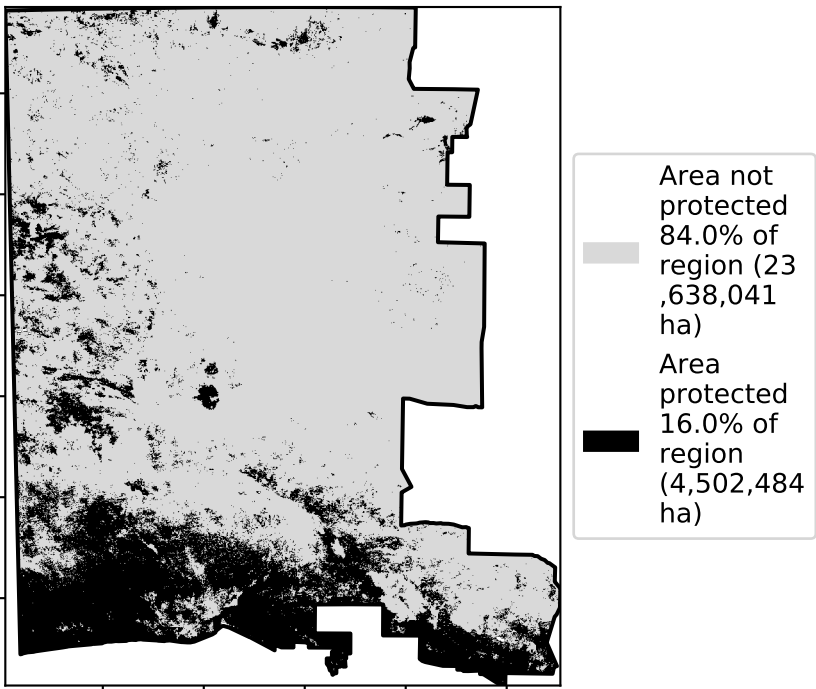 Area not
protected
84.0% of
region (23
,638,041
ha)
Area
protected
16.0% of
region
(4,502,484
ha)